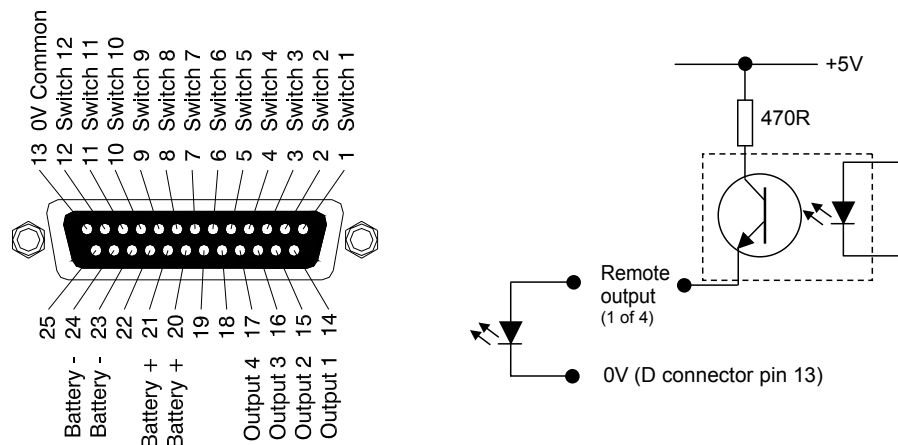 13 0V Common
12 Switch 12
11 Switch 11
10 Switch 10
9 Switch 9
8 Switch 8
7 Switch 7
6 Switch 6
5 Switch 5
4 Switch 4
3 Switch 3
2 Switch 2
1 Switch 1
25
Battery - 24
Battery - 23
22
Battery + 21
Battery + 20
19
18
Output 4 17
Output 3 16
Output 2 15
Output 1 14
+5V
470R
Remote
output
(1 of 4)
0V (D connector pin 13)